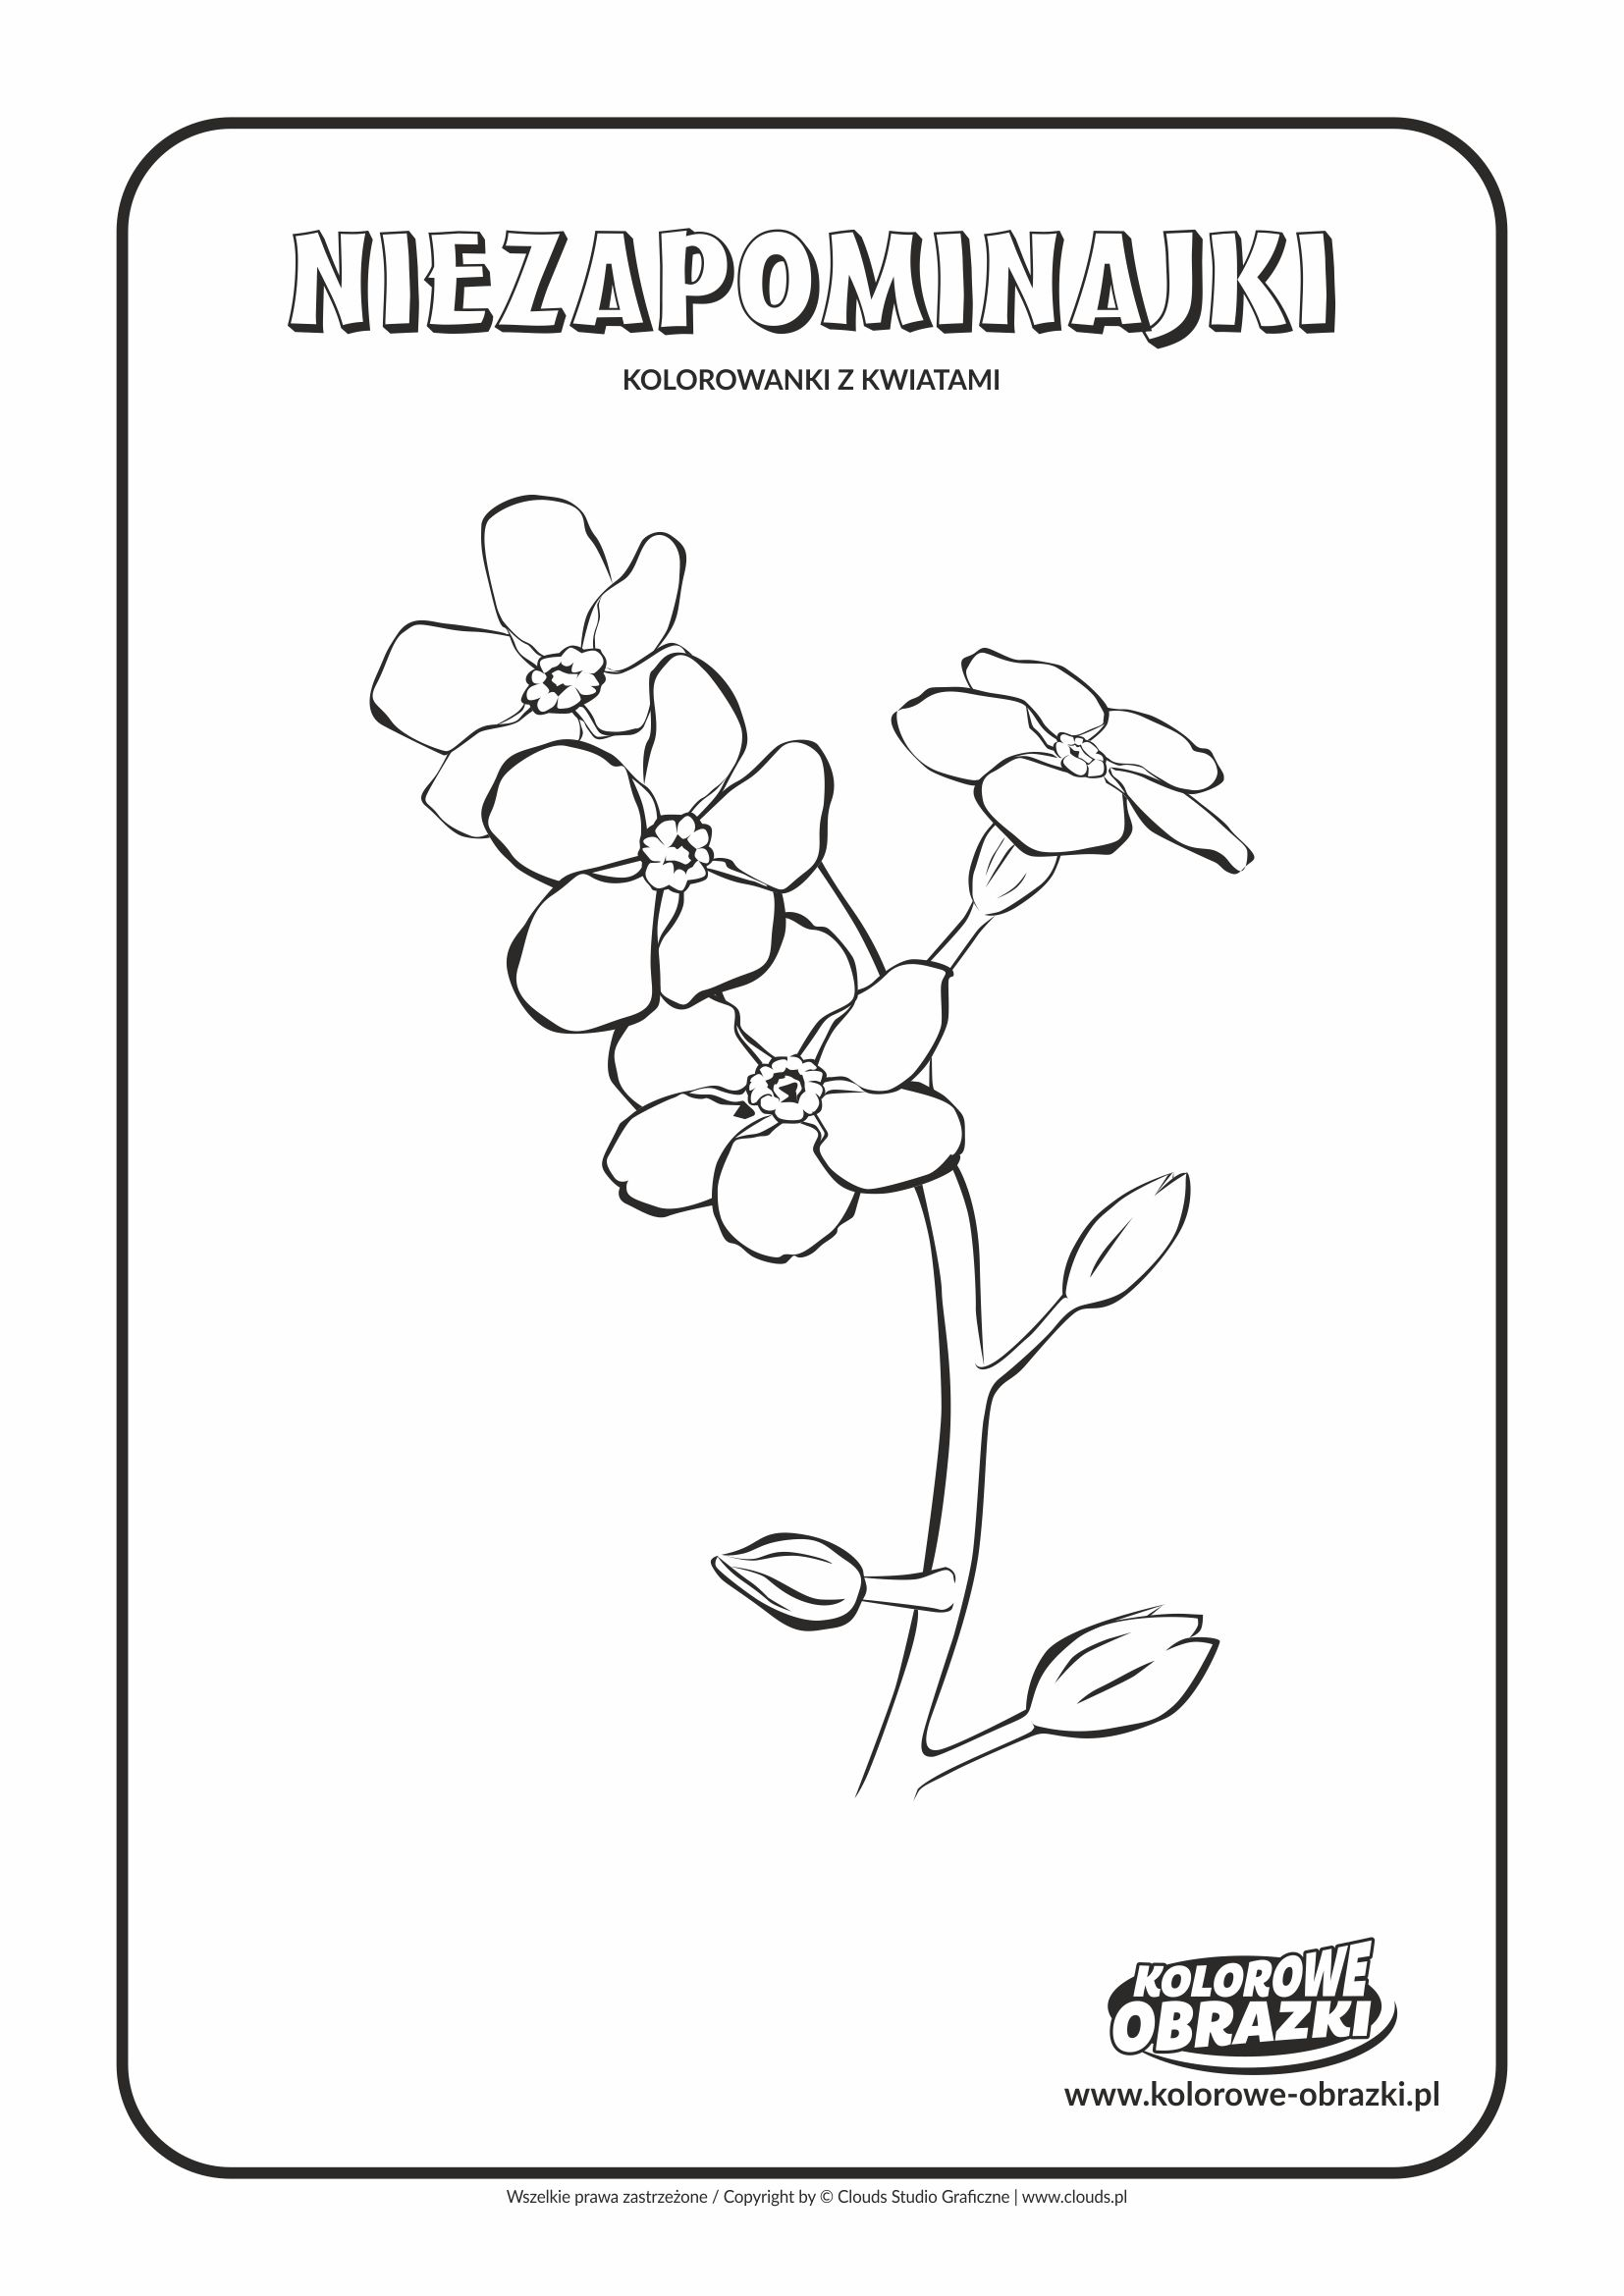 NIEZAPOMINAJKI
KOLOROWANKI Z KWIATAMI
KOLOROWE
OBRAZKI
www.kolorowe-obrazki.pl
Wszelkie prawa zastrzeżone / Copyright by © Clouds Studio Graficzne | www.clouds.pl